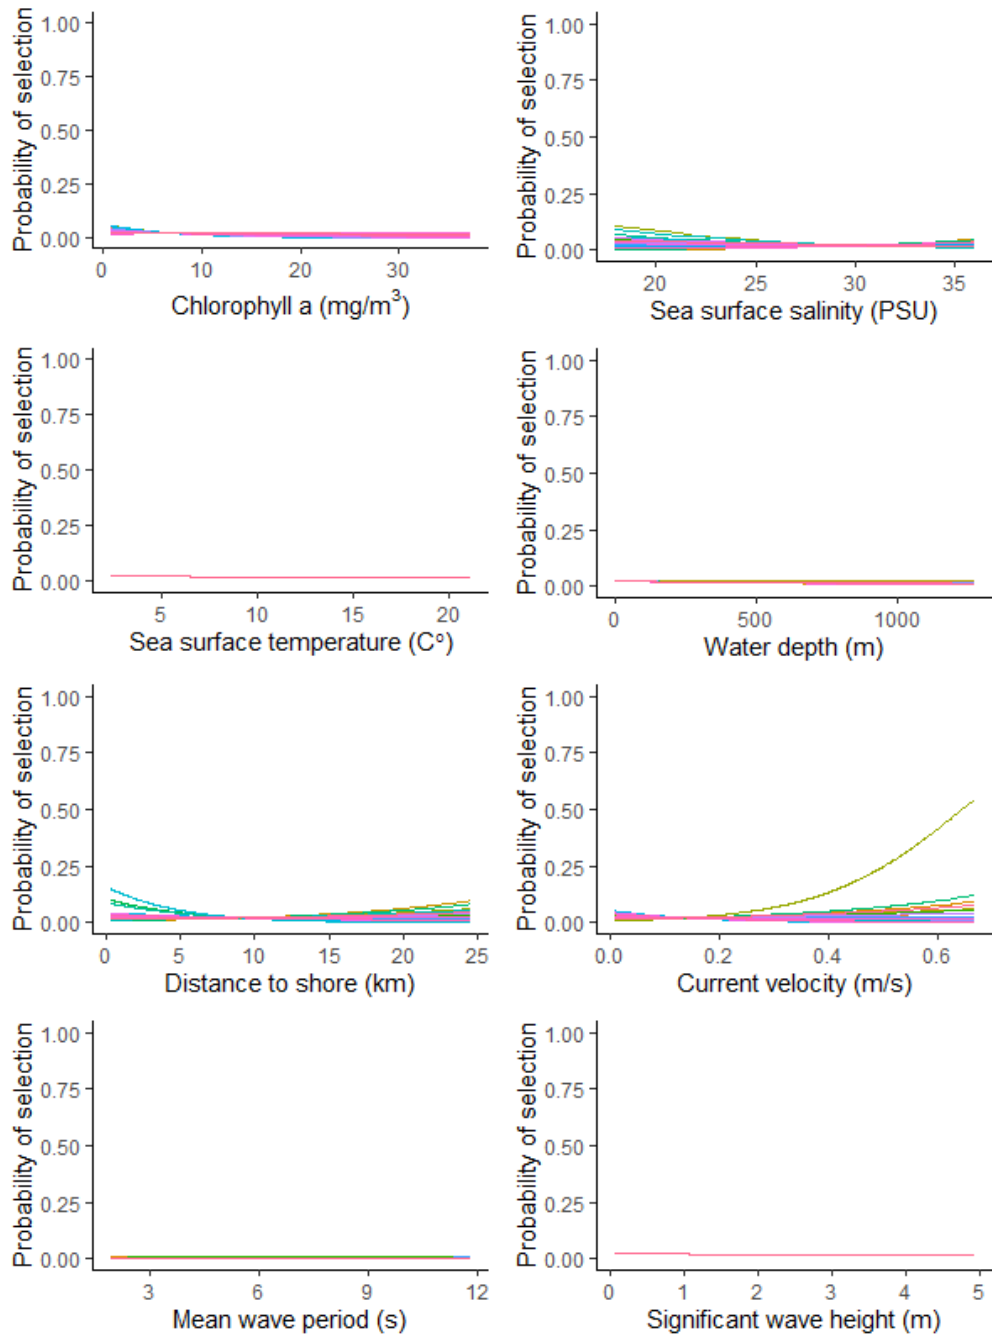 Probability of selection
1.00
0.75
0.50
0.25
0.00
0 10 20 30
Chlorophyll a (mg/m³)
Probability of selection
1.00
0.75
0.50
0.25
0.00
20 25 30 35
Sea surface salinity (PSU)
Probability of selection
1.00
0.75
0.50
0.25
0.00
5 10 15 20
Sea surface temperature (C°)
Probability of selection
1.00
0.75
0.50
0.25
0.00
0 500 1000
Water depth (m)
Probability of selection
1.00
0.75
0.50
0.25
0.00
0 5 10 15 20 25
Distance to shore (km)
Probability of selection
1.00
0.75
0.50
0.25
0.00
0.0 0.2 0.4 0.6
Current velocity (m/s)
Probability of selection
1.00
0.75
0.50
0.25
0.00
3 6 9 12
Mean wave period (s)
Probability of selection
1.00
0.75
0.50
0.25
0.00
0 1 2 3 4 5
Significant wave height (m)